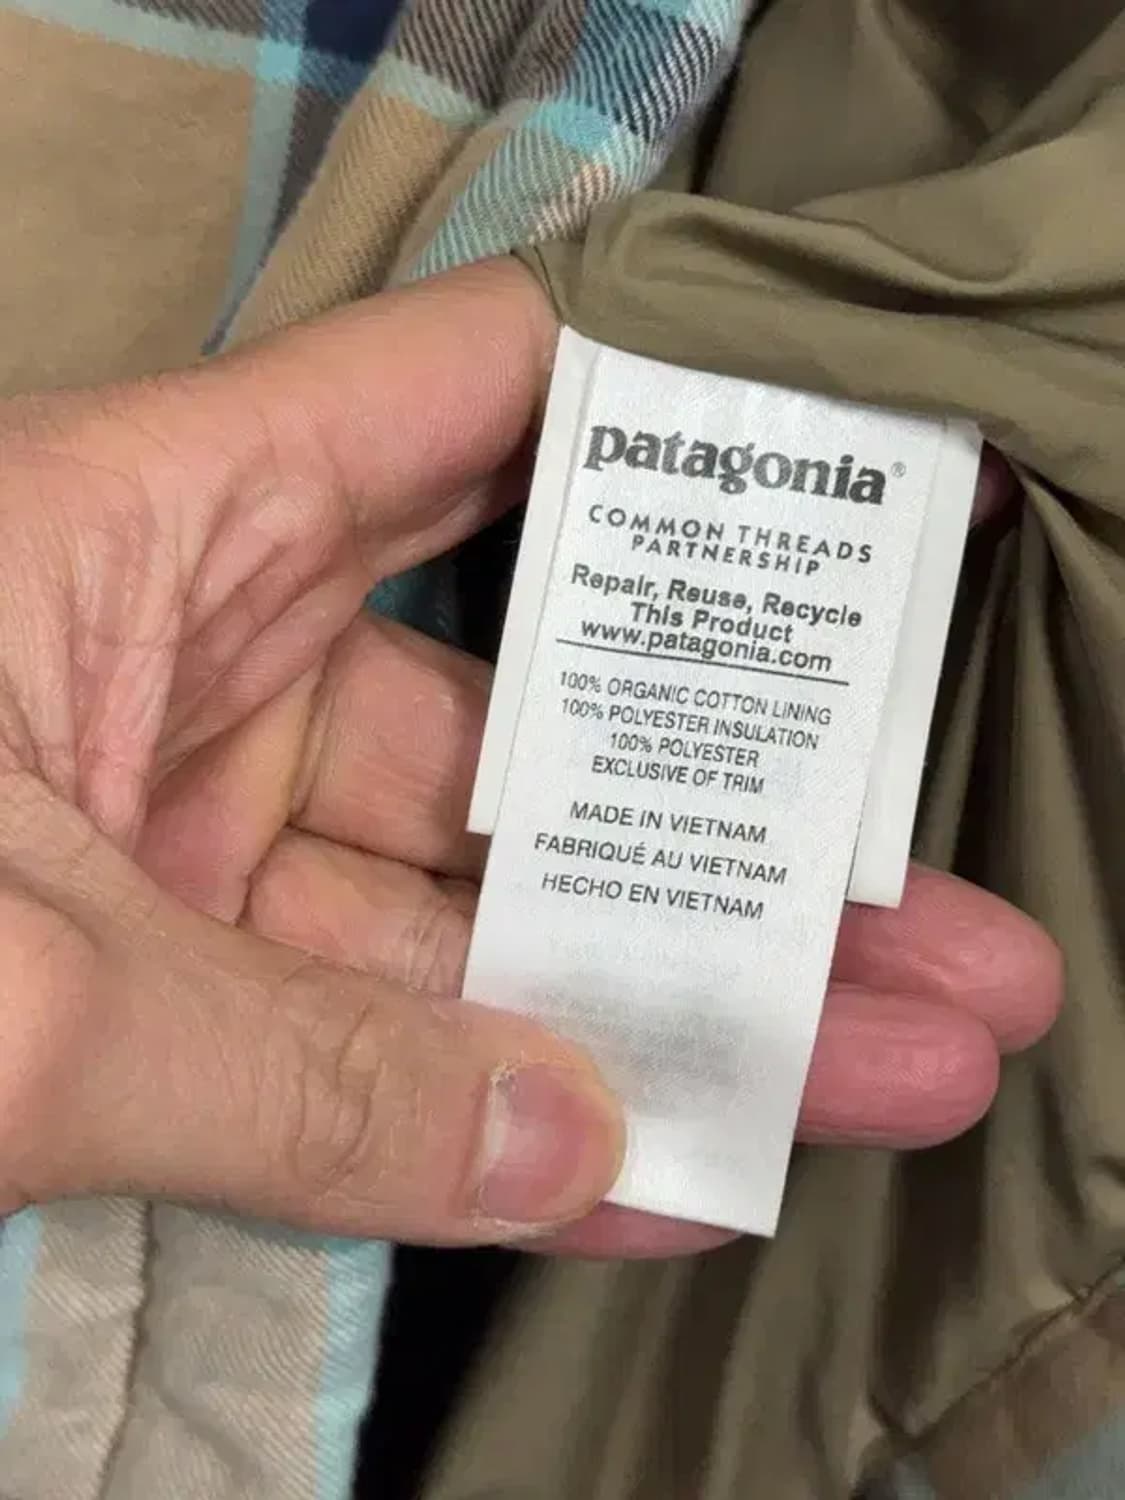 patagonia®
COMMON THREADS
PARTNERSHIP
Repair, Reuse, Recycle
This Product
www.patagonia.com
100% ORGANIC COTTON LINING
100% POLYESTER INSULATION
100% POLYESTER
EXCLUSIVE OF TRIM
MADE IN VIETNAM
FABRIQUÉ AU VIETNAM
HECHO EN VIETNAM